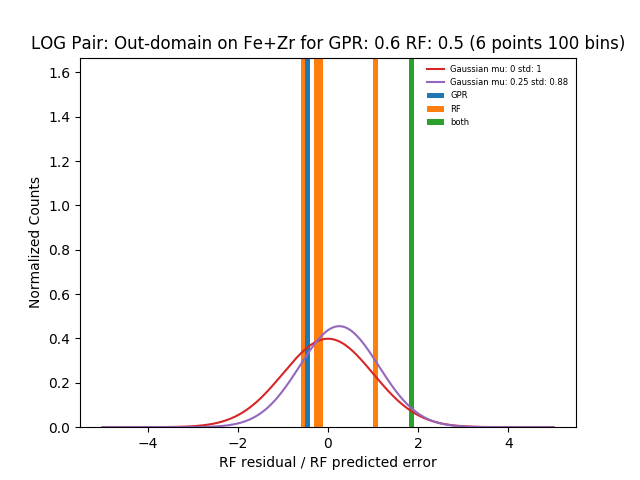 LOG Pair: Out-domain on Fe+Zr for GPR: 0.6 RF: 0.5 (6 points 100 bins)
Gaussian mu: 0 std: 1
Gaussian mu: 0.25 std: 0.88
GPR
RF
both
Normalized Counts
1.6
1.4
1.2
1.0
0.8
0.6
0.4
0.2
0.0
−4 −2 0 2 4
RF residual / RF predicted error